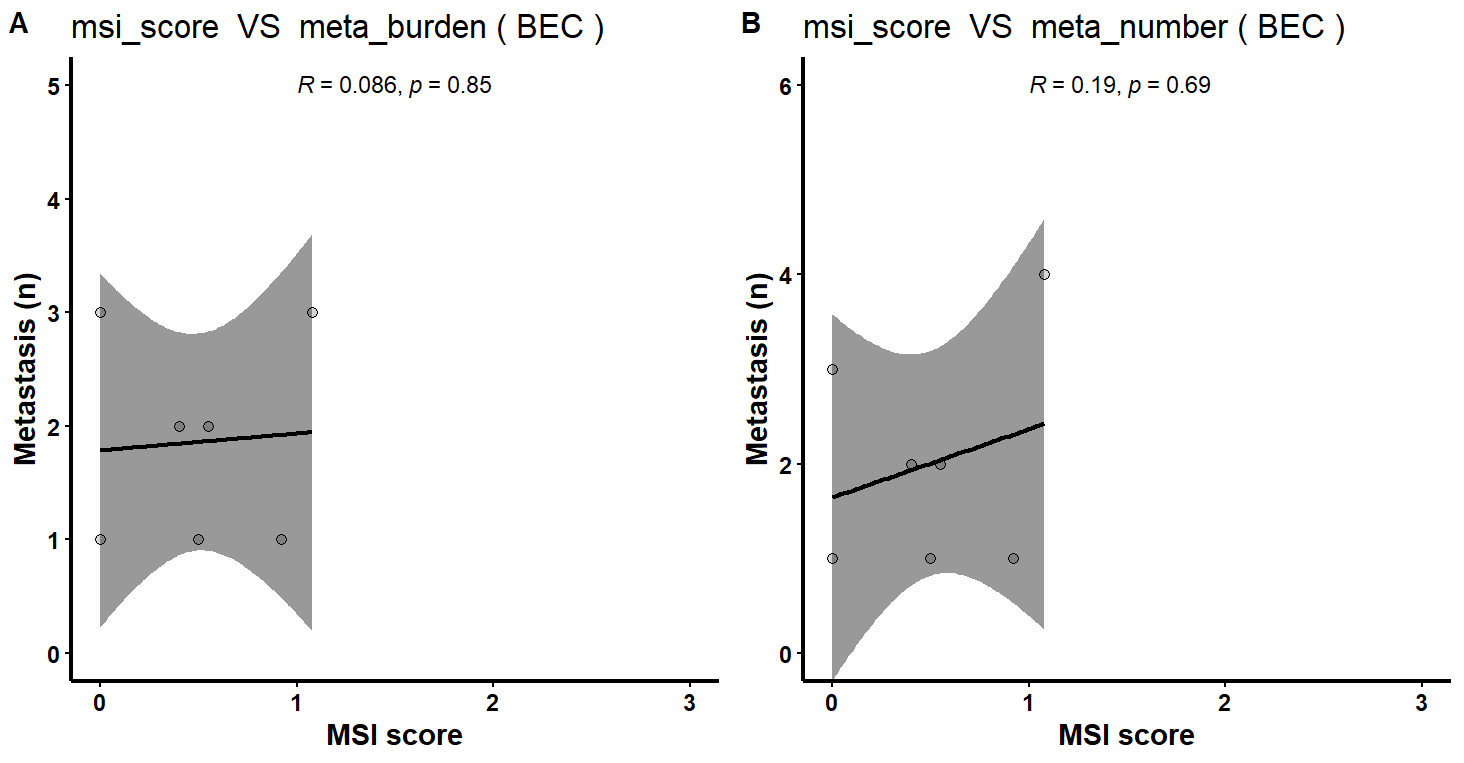 A
msi_score VS meta_burden ( BEC )
R = 0.086, p = 0.85
5
4
3
2
1
0
Metastasis (n)
0 1 2 3
MSI score
B
msi_score VS meta_number ( BEC )
R = 0.19, p = 0.69
6
4
2
0
Metastasis (n)
0 1 2 3
MSI score